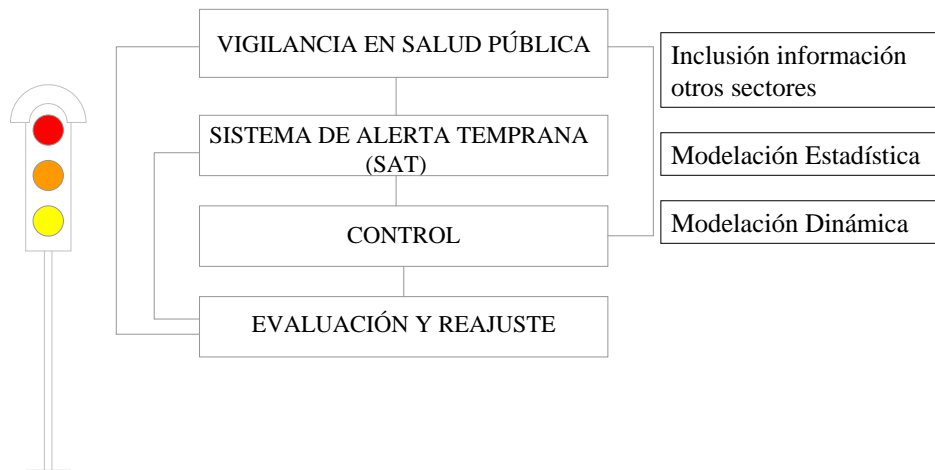 VIGILANCIA EN SALUD PÚBLICA
SISTEMA DE ALERTA TEMPRANA
(SAT)
CONTROL
EVALUACIÓN Y REAJUSTE
Inclusión información
otros sectores
Modelación Estadística
Modelación Dinámica